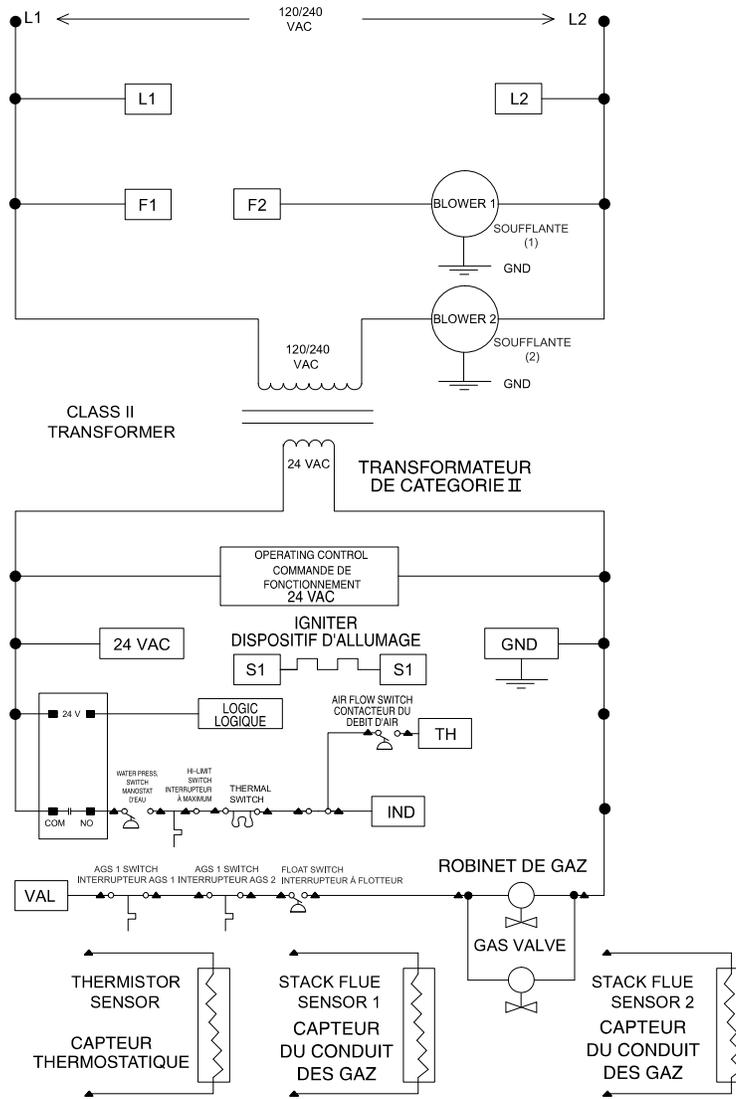 L1
120/240
VAC
L2
L1
L2
F1
F2
BLOWER 1
SOUFFLANTE
(1)
GND
BLOWER 2
SOUFFLANTE
(2)
GND
120/240
VAC
CLASS II
TRANSFORMER
24 VAC
TRANSFORMATEUR
DE CATEGORIE II
OPERATING CONTROL
COMMANDE DE
FONCTIONNEMENT
24 VAC
IGNITER
DISPOSITIF D'ALLUMAGE
24 VAC
GND
S1
S1
24 V
LOGIC
LOGIQUE
AIR FLOW SWITCH
CONTACTEUR DU
DEBIT D'AIR
TH
WATER PRESS,
SWITCH
MANOSTAT
D'EAU
HI-LIMIT
SWITCH
INTERRUPTEUR
À MAXIMUM
THERMAL
SWITCH
COM
NO
IND
VAL
AGS 1 SWITCH
INTERRUPTEUR AGS 1
AGS 1 SWITCH
INTERRUPTEUR AGS 2
FLOAT SWITCH
INTERRUPTEUR À FLOTTEUR
ROBINET DE GAZ
GAS VALVE
THERMISTOR
SENSOR
CAPTEUR
THERMOSTATIQUE
STACK FLUE
SENSOR 1
CAPTEUR
DU CONDUIT
DES GAZ
STACK FLUE
SENSOR 2
CAPTEUR
DU CONDUIT
DES GAZ